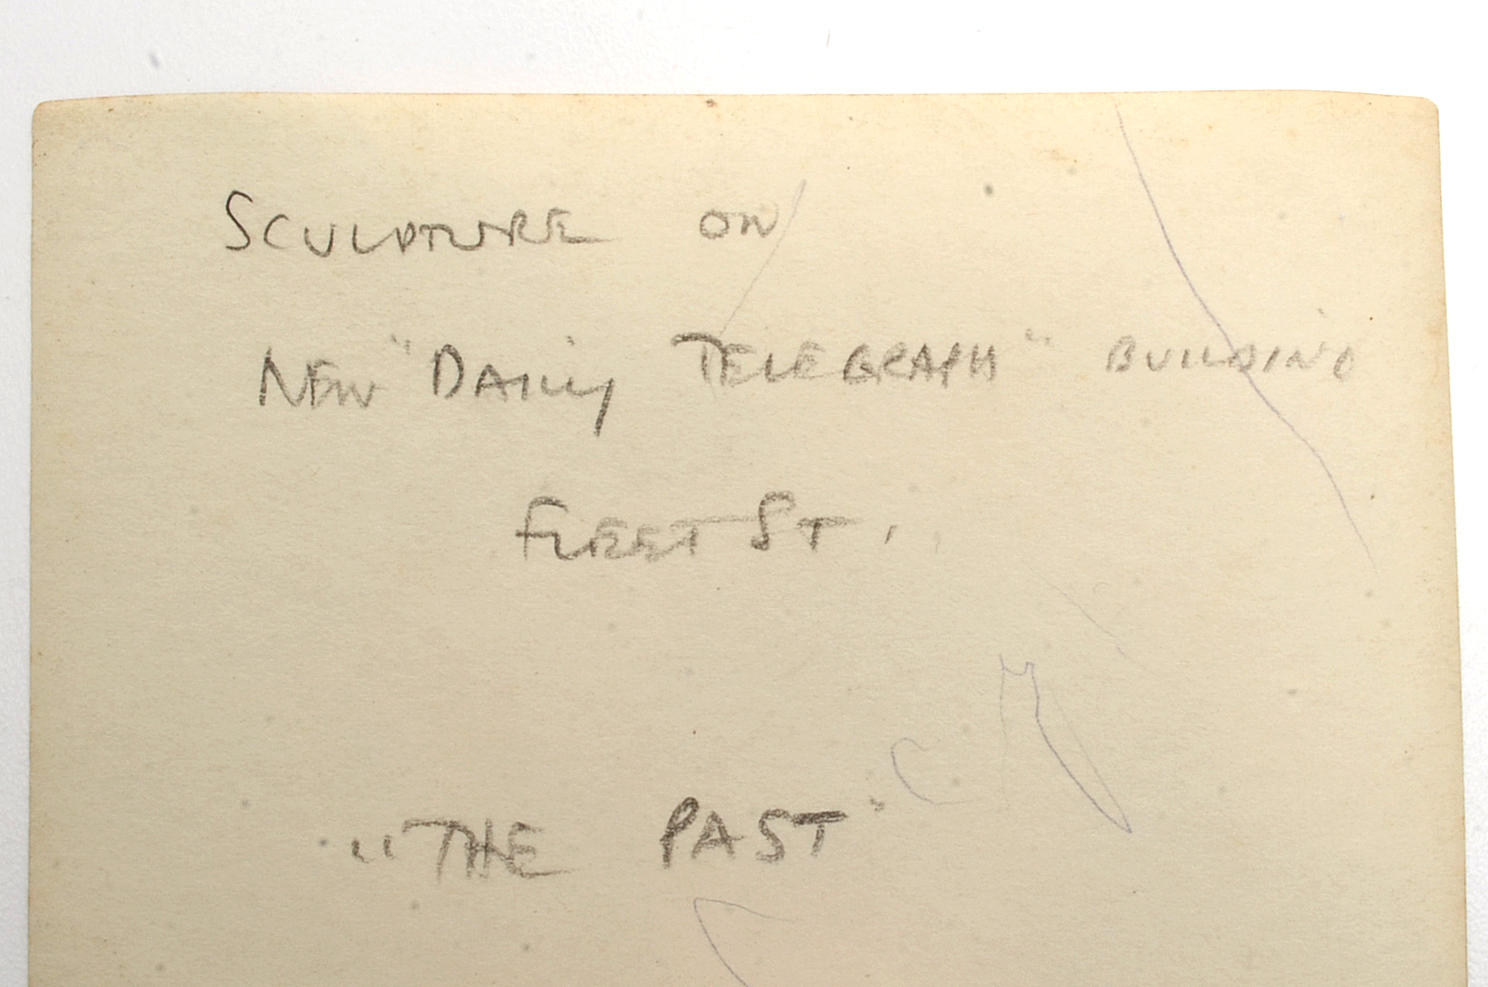 SCULPTURE ON
NEW "DAILY TELEGRAPH" BUILDING
FLEET ST.
"THE PAST"